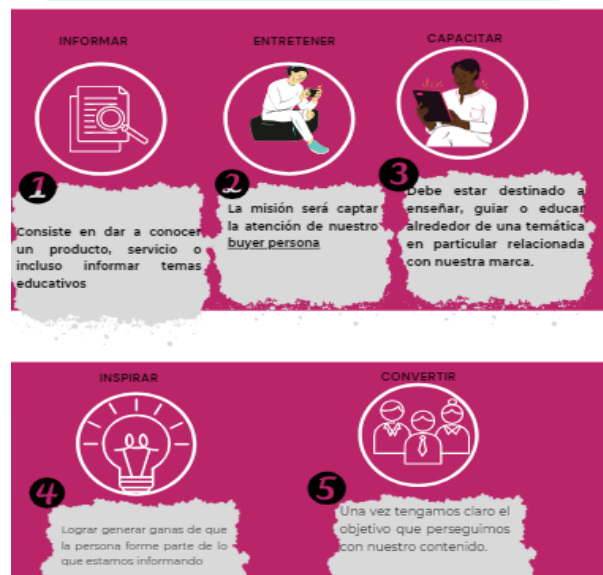 INFORMAR
1
Consiste en dar a conocer
un producto, servicio o
incluso informar temas
educativos
ENTRETENER
2
La misión será captar
la atención de nuestro
buyer persona
CAPACITAR
3
Debe estar destinado a
enseñar, guiar o educar
alrededor de una temática
en particular relacionada
con nuestra marca.
INSPIRAR
4
Lograr generar ganas de que
la persona forme parte de lo
que estamos informando
CONVERTIR
5
Una vez tengamos claro el
objetivo que perseguimos
con nuestro contenido.